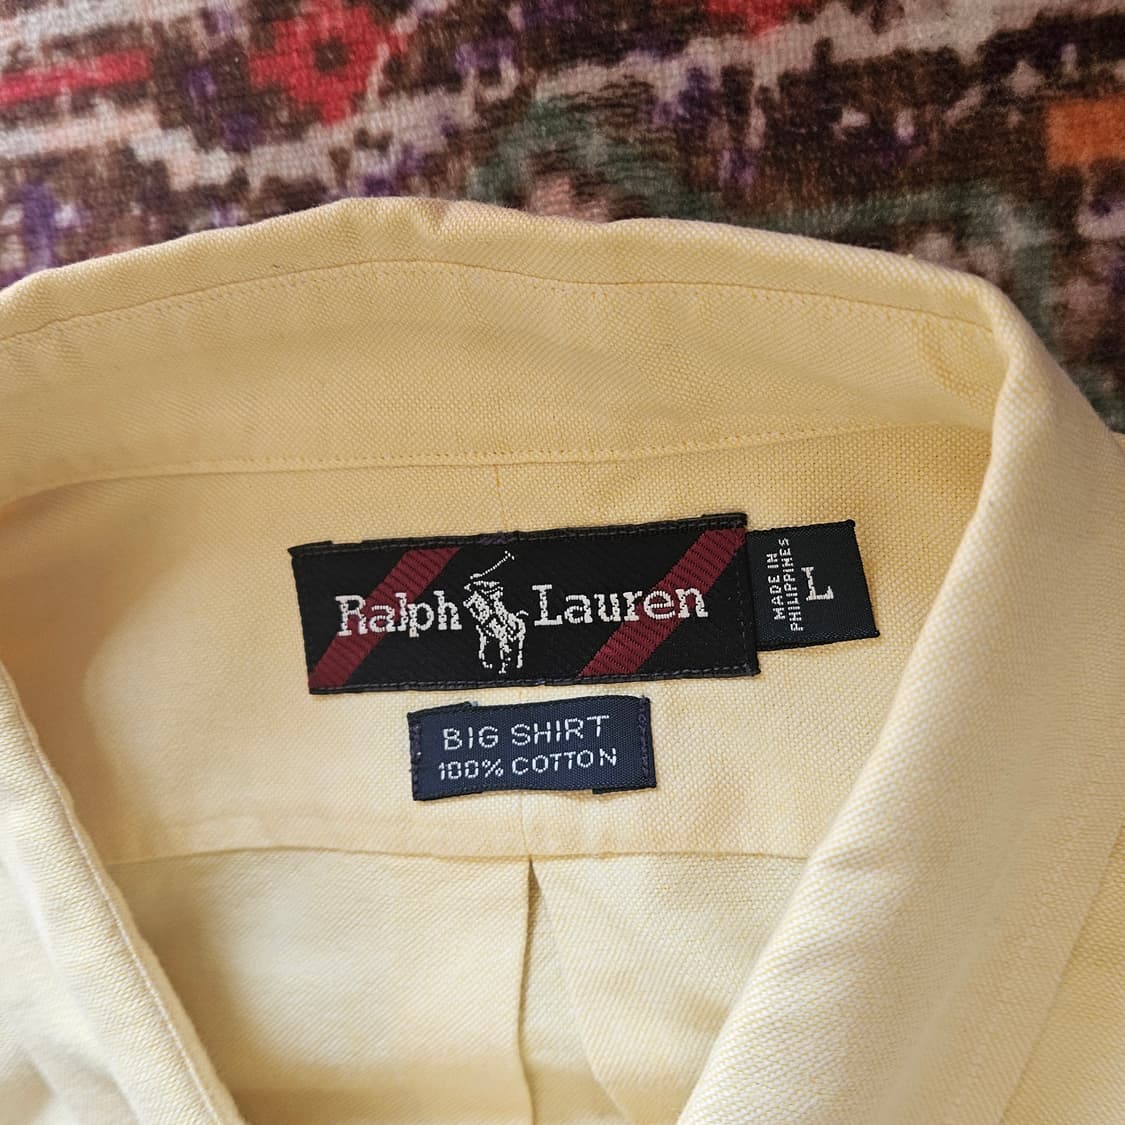 Ralph Lauren
MADE IN
PHILIPPINES
L
BIG SHIRT
100% COTTON